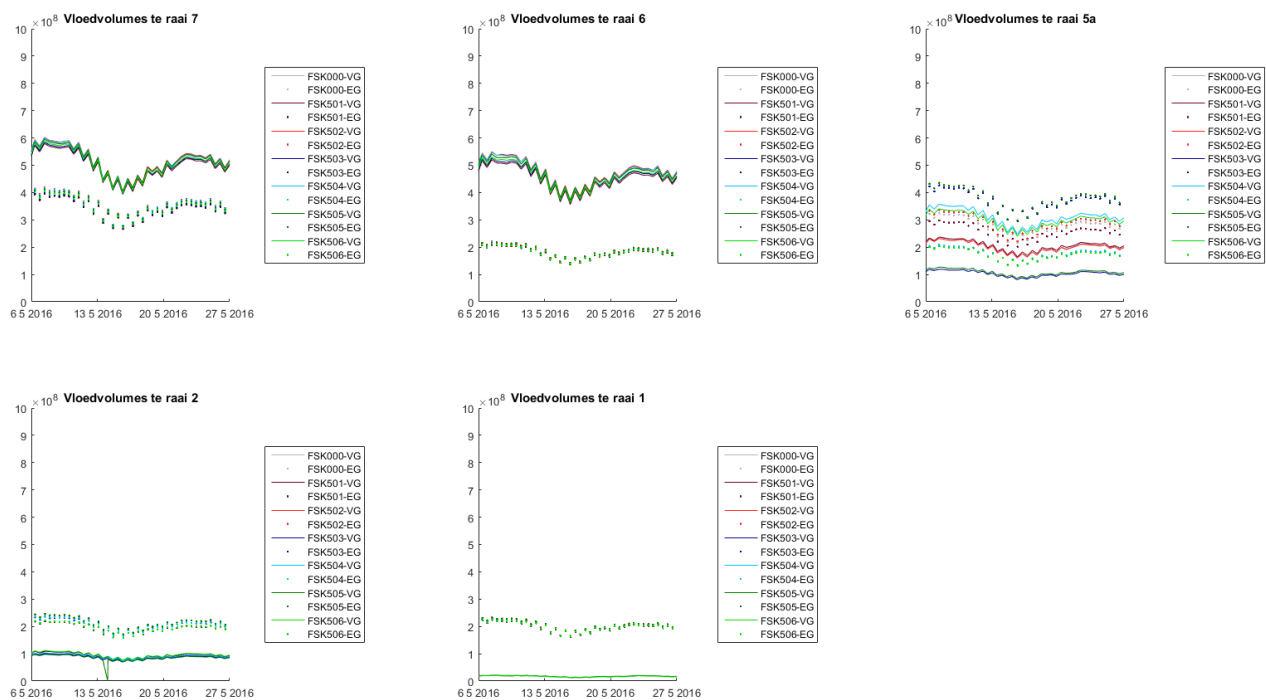 × 10⁸ Vloedvolumes te raai 7
10
9
8
7
6
5
4
3
2
1
0
6 5 2016 13 5 2016 20 5 2016 27 5 2016
FSK000-VG
FSK000-EG
FSK501-VG
FSK501-EG
FSK502-VG
FSK502-EG
FSK503-VG
FSK503-EG
FSK504-VG
FSK504-EG
FSK505-VG
FSK505-EG
FSK506-VG
FSK506-EG
× 10⁸ Vloedvolumes te raai 6
10
9
8
7
6
5
4
3
2
1
0
6 5 2016 13 5 2016 20 5 2016 27 5 2016
FSK000-VG
FSK000-EG
FSK501-VG
FSK501-EG
FSK502-VG
FSK502-EG
FSK503-VG
FSK503-EG
FSK504-VG
FSK504-EG
FSK505-VG
FSK505-EG
FSK506-VG
FSK506-EG
× 10⁸ Vloedvolumes te raai 5a
10
9
8
7
6
5
4
3
2
1
0
6 5 2016 13 5 2016 20 5 2016 27 5 2016
FSK000-VG
FSK000-EG
FSK501-VG
FSK501-EG
FSK502-VG
FSK502-EG
FSK503-VG
FSK503-EG
FSK504-VG
FSK504-EG
FSK505-VG
FSK505-EG
FSK506-VG
FSK506-EG
× 10⁸ Vloedvolumes te raai 2
10
9
8
7
6
5
4
3
2
1
0
6 5 2016 13 5 2016 20 5 2016 27 5 2016
FSK000-VG
FSK000-EG
FSK501-VG
FSK501-EG
FSK502-VG
FSK502-EG
FSK503-VG
FSK503-EG
FSK504-VG
FSK504-EG
FSK505-VG
FSK505-EG
FSK506-VG
FSK506-EG
× 10⁸ Vloedvolumes te raai 1
10
9
8
7
6
5
4
3
2
1
0
6 5 2016 13 5 2016 20 5 2016 27 5 2016
FSK000-VG
FSK000-EG
FSK501-VG
FSK501-EG
FSK502-VG
FSK502-EG
FSK503-VG
FSK503-EG
FSK504-VG
FSK504-EG
FSK505-VG
FSK505-EG
FSK506-VG
FSK506-EG